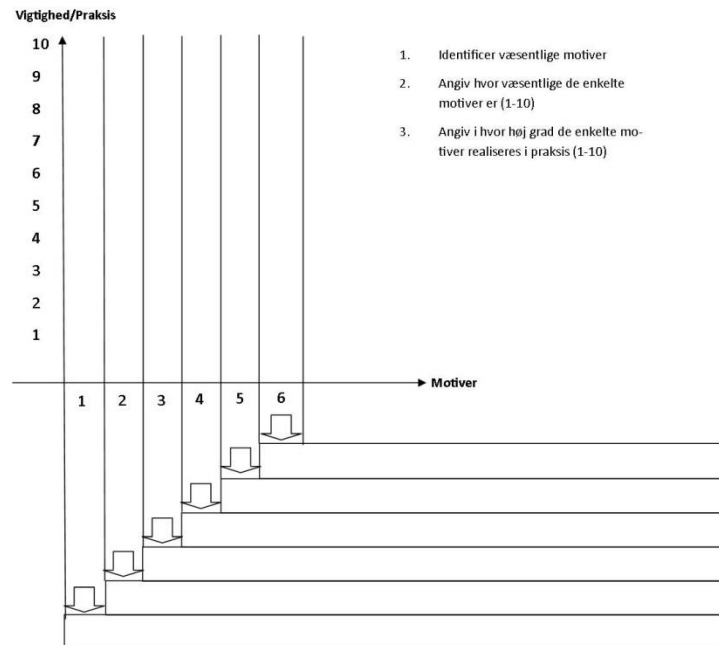 Vigtighed/Praksis
10
9
8
7
6
5
4
3
2
1
1. Identificer væsentlige motiver
2. Angiv hvor væsentlige de enkelte
motiver er (1-10)
3. Angiv i hvor høj grad de enkelte mo-
tiver realiseres i praksis (1-10)
Motiver
1 2 3 4 5 6